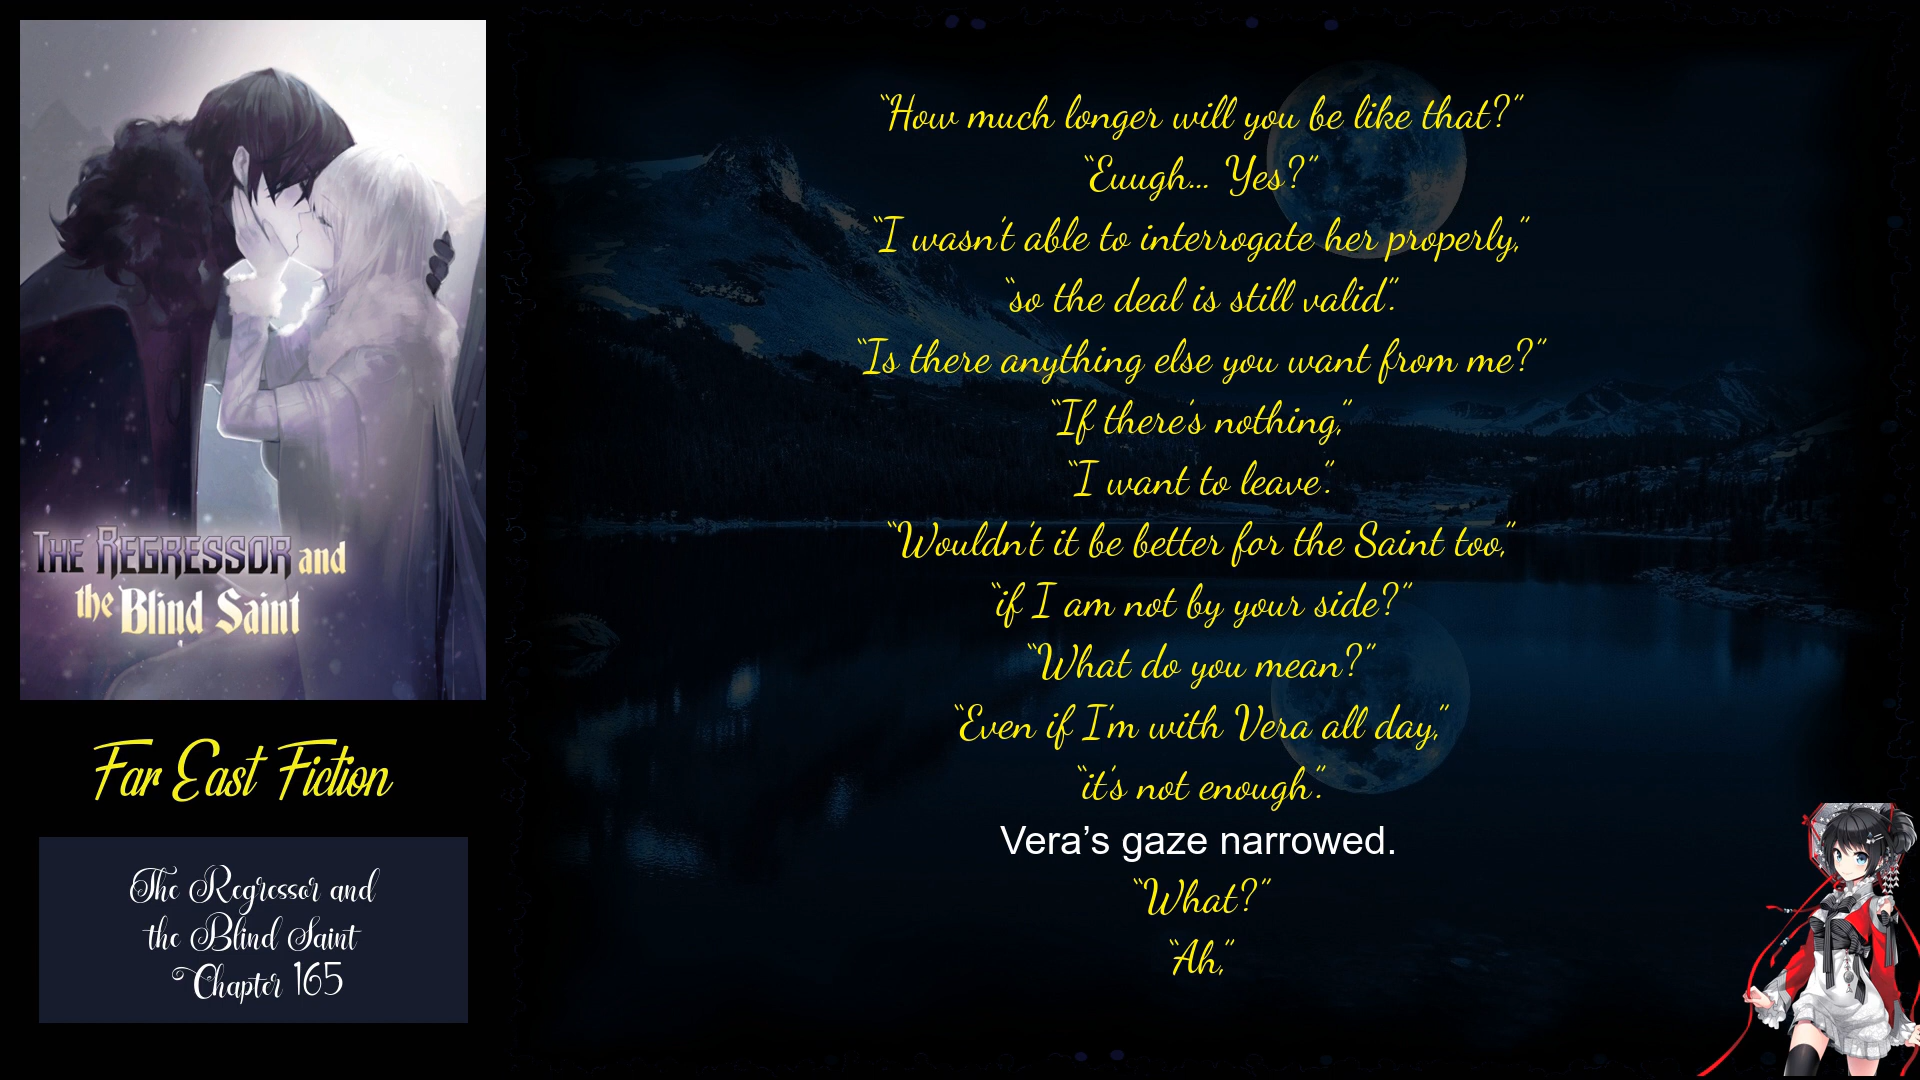 THE REGRESSOR and
the Blind Saint
Far East Fiction
The Regressor and
the Blind Saint
Chapter 165
“How much longer will you be like that?”
“Euugh… Yes?”
“I wasn’t able to interrogate her properly,”
“so the deal is still valid”.
“Is there anything else you want from me?”
“If there’s nothing,”
“I want to leave”.
“Wouldn’t it be better for the Saint too,”
“if I am not by your side?”
“What do you mean?”
“Even if I’m with Vera all day,”
“it’s not enough”.
Vera’s gaze narrowed.
“What?”
“Ah,”